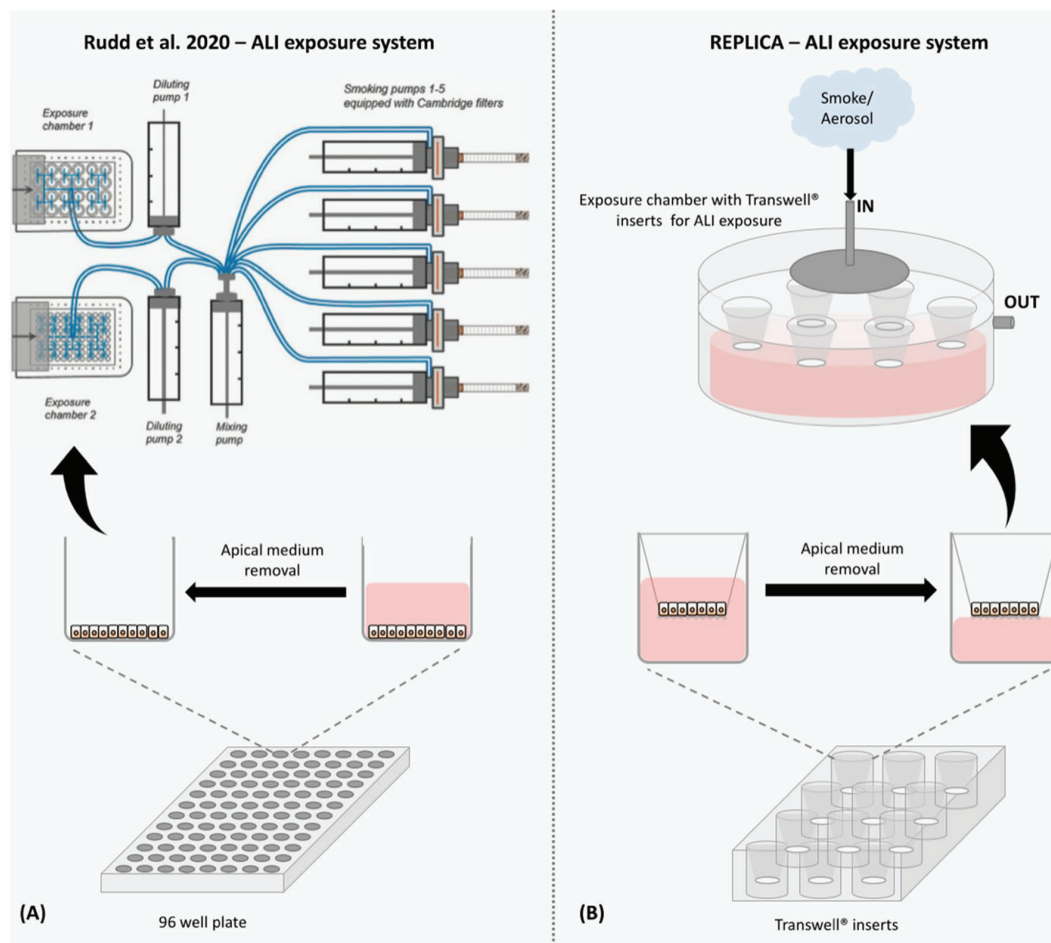 Rudd et al. 2020 – ALI exposure system
Diluting
pump 1
Smoking pumps 1-5
equipped with Cambridge filters
Exposure
chamber 1
Exposure
chamber 2
Diluting
pump 2
Mixing
pump
Apical medium
removal
(A)
96 well plate
REPLICA – ALI exposure system
Smoke/
Aerosol
Exposure chamber with Transwell®
inserts for ALI exposure
IN
OUT
Apical medium
removal
(B)
Transwell® inserts